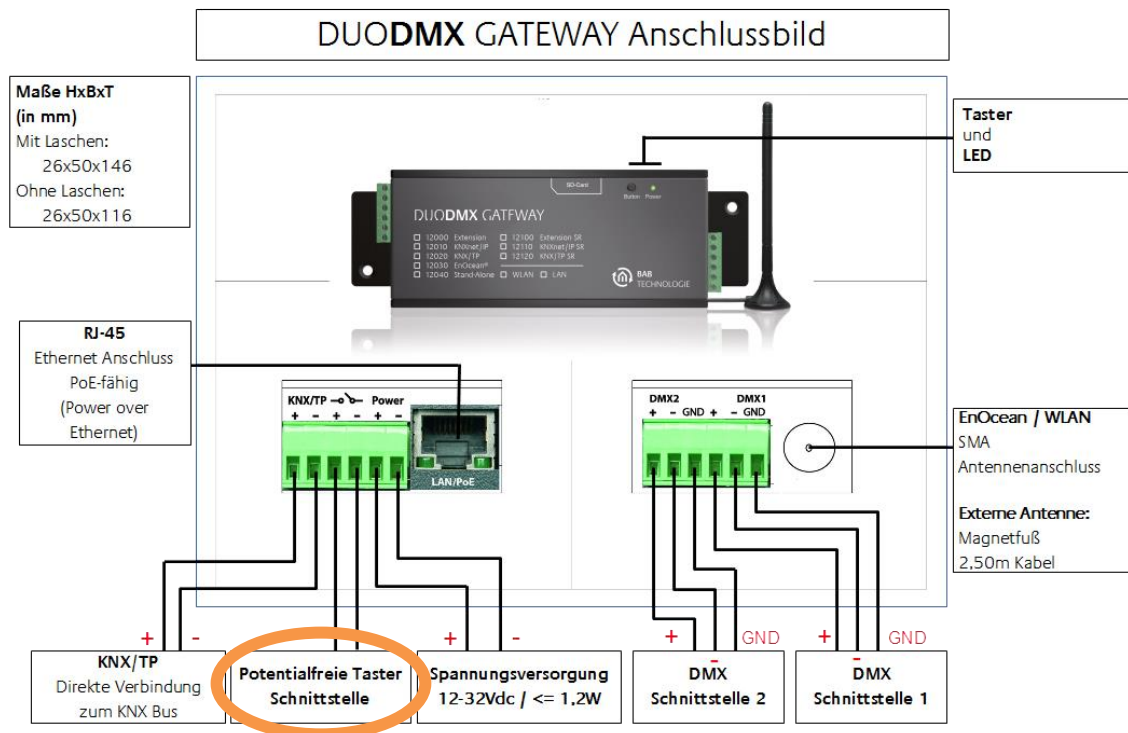 DUODMX GATEWAY Anschlussbild
Maße HxBxT
(in mm)
Mit Laschen:
26x50x146
Ohne Laschen:
26x50x116
Taster
und
LED
SD-Card
Button Power
DUODMX GATEWAY
12000 Extension 12100 Extension SR
12010 KNXnet/IP 12110 KNXnet/IP SR
12020 KNX/TP 12120 KNX/TP SR
12030 EnOcean®
12040 Stand-Alone WLAN LAN
BAB
TECHNOLOGIE
RJ-45
Ethernet Anschluss
PoE-fähig
(Power over
Ethernet)
KNX/TP Power
+ - + - + -
LAN/PoE
DMX2 DMX1
+ - GND + - GND
EnOcean / WLAN
SMA
Antennenanschluss
Externe Antenne:
Magnetfuß
2,50m Kabel
+ -
KNX/TP
Direkte Verbindung
zum KNX Bus
Potentialfreie Taster
Schnittstelle
+ -
Spannungsversorgung
12-32Vdc / <= 1,2W
+ - GND
DMX
Schnittstelle 2
+ - GND
DMX
Schnittstelle 1